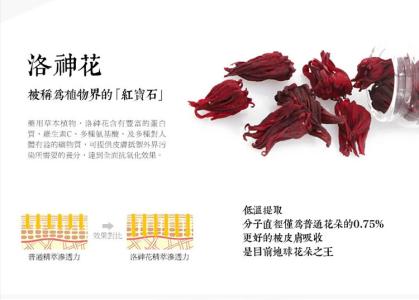 洛神花
被稱爲植物界的「紅寶石」
藥用草本植物，洛神花含有豐富的蛋白
質，維生素C、多種氨基酸、及多種對人
體有益的礦物質，可提供皮膚抵禦外界污
染所需要的養分，達到全面抗氧化效果。
效果對比
普通精萃滲透力
洛神花精萃滲透力
低溫提取
分子直徑僅爲普通花朵的0.75%
更好的被皮膚吸收
是目前地球花朵之王